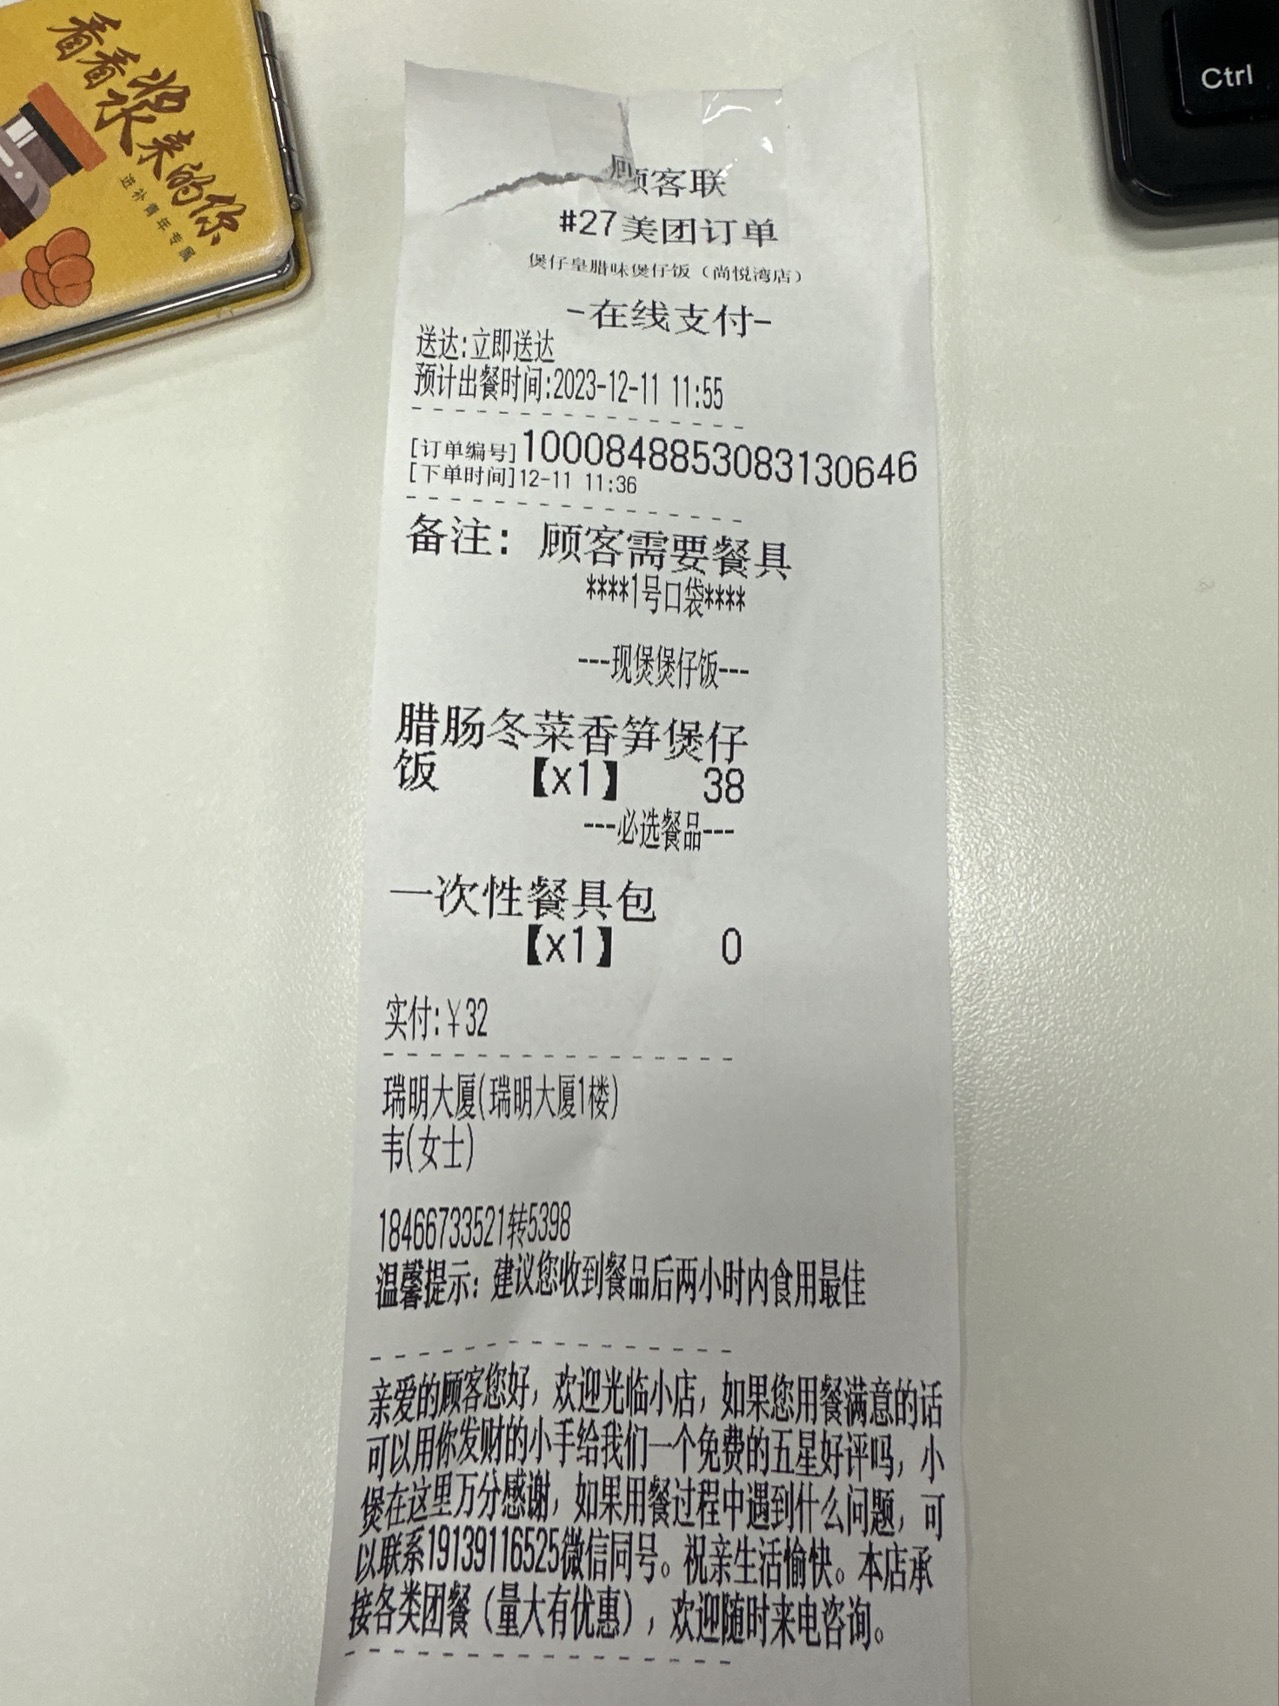 看看浆来的你
进补青年专属
Ctrl
顾客联
#27美团订单
煲仔皇腊味煲仔饭（尚悦湾店）
-在线支付-
送达:立即送达
预计出餐时间:2023-12-11 11:55
[订单编号]1000848853083130646
[下单时间]12-11 11:36
备注： 顾客需要餐具
****1号口袋****
---现煲煲仔饭---
腊肠冬菜香笋煲仔
饭 【x1】 38
---必选餐品---
一次性餐具包
【x1】 0
实付:￥32
瑞明大厦(瑞明大厦1楼)
韦(女士)
18466733521转5398
温馨提示：建议您收到餐品后两小时内食用最佳
亲爱的顾客您好，欢迎光临小店，如果您用餐满意的话
可以用你发财的小手给我们一个免费的五星好评吗，小
煲在这里万分感谢，如果用餐过程中遇到什么问题，可
以联系19139116525微信同号。祝亲生活愉快。本店承
接各类团餐（量大有优惠），欢迎随时来电咨询。